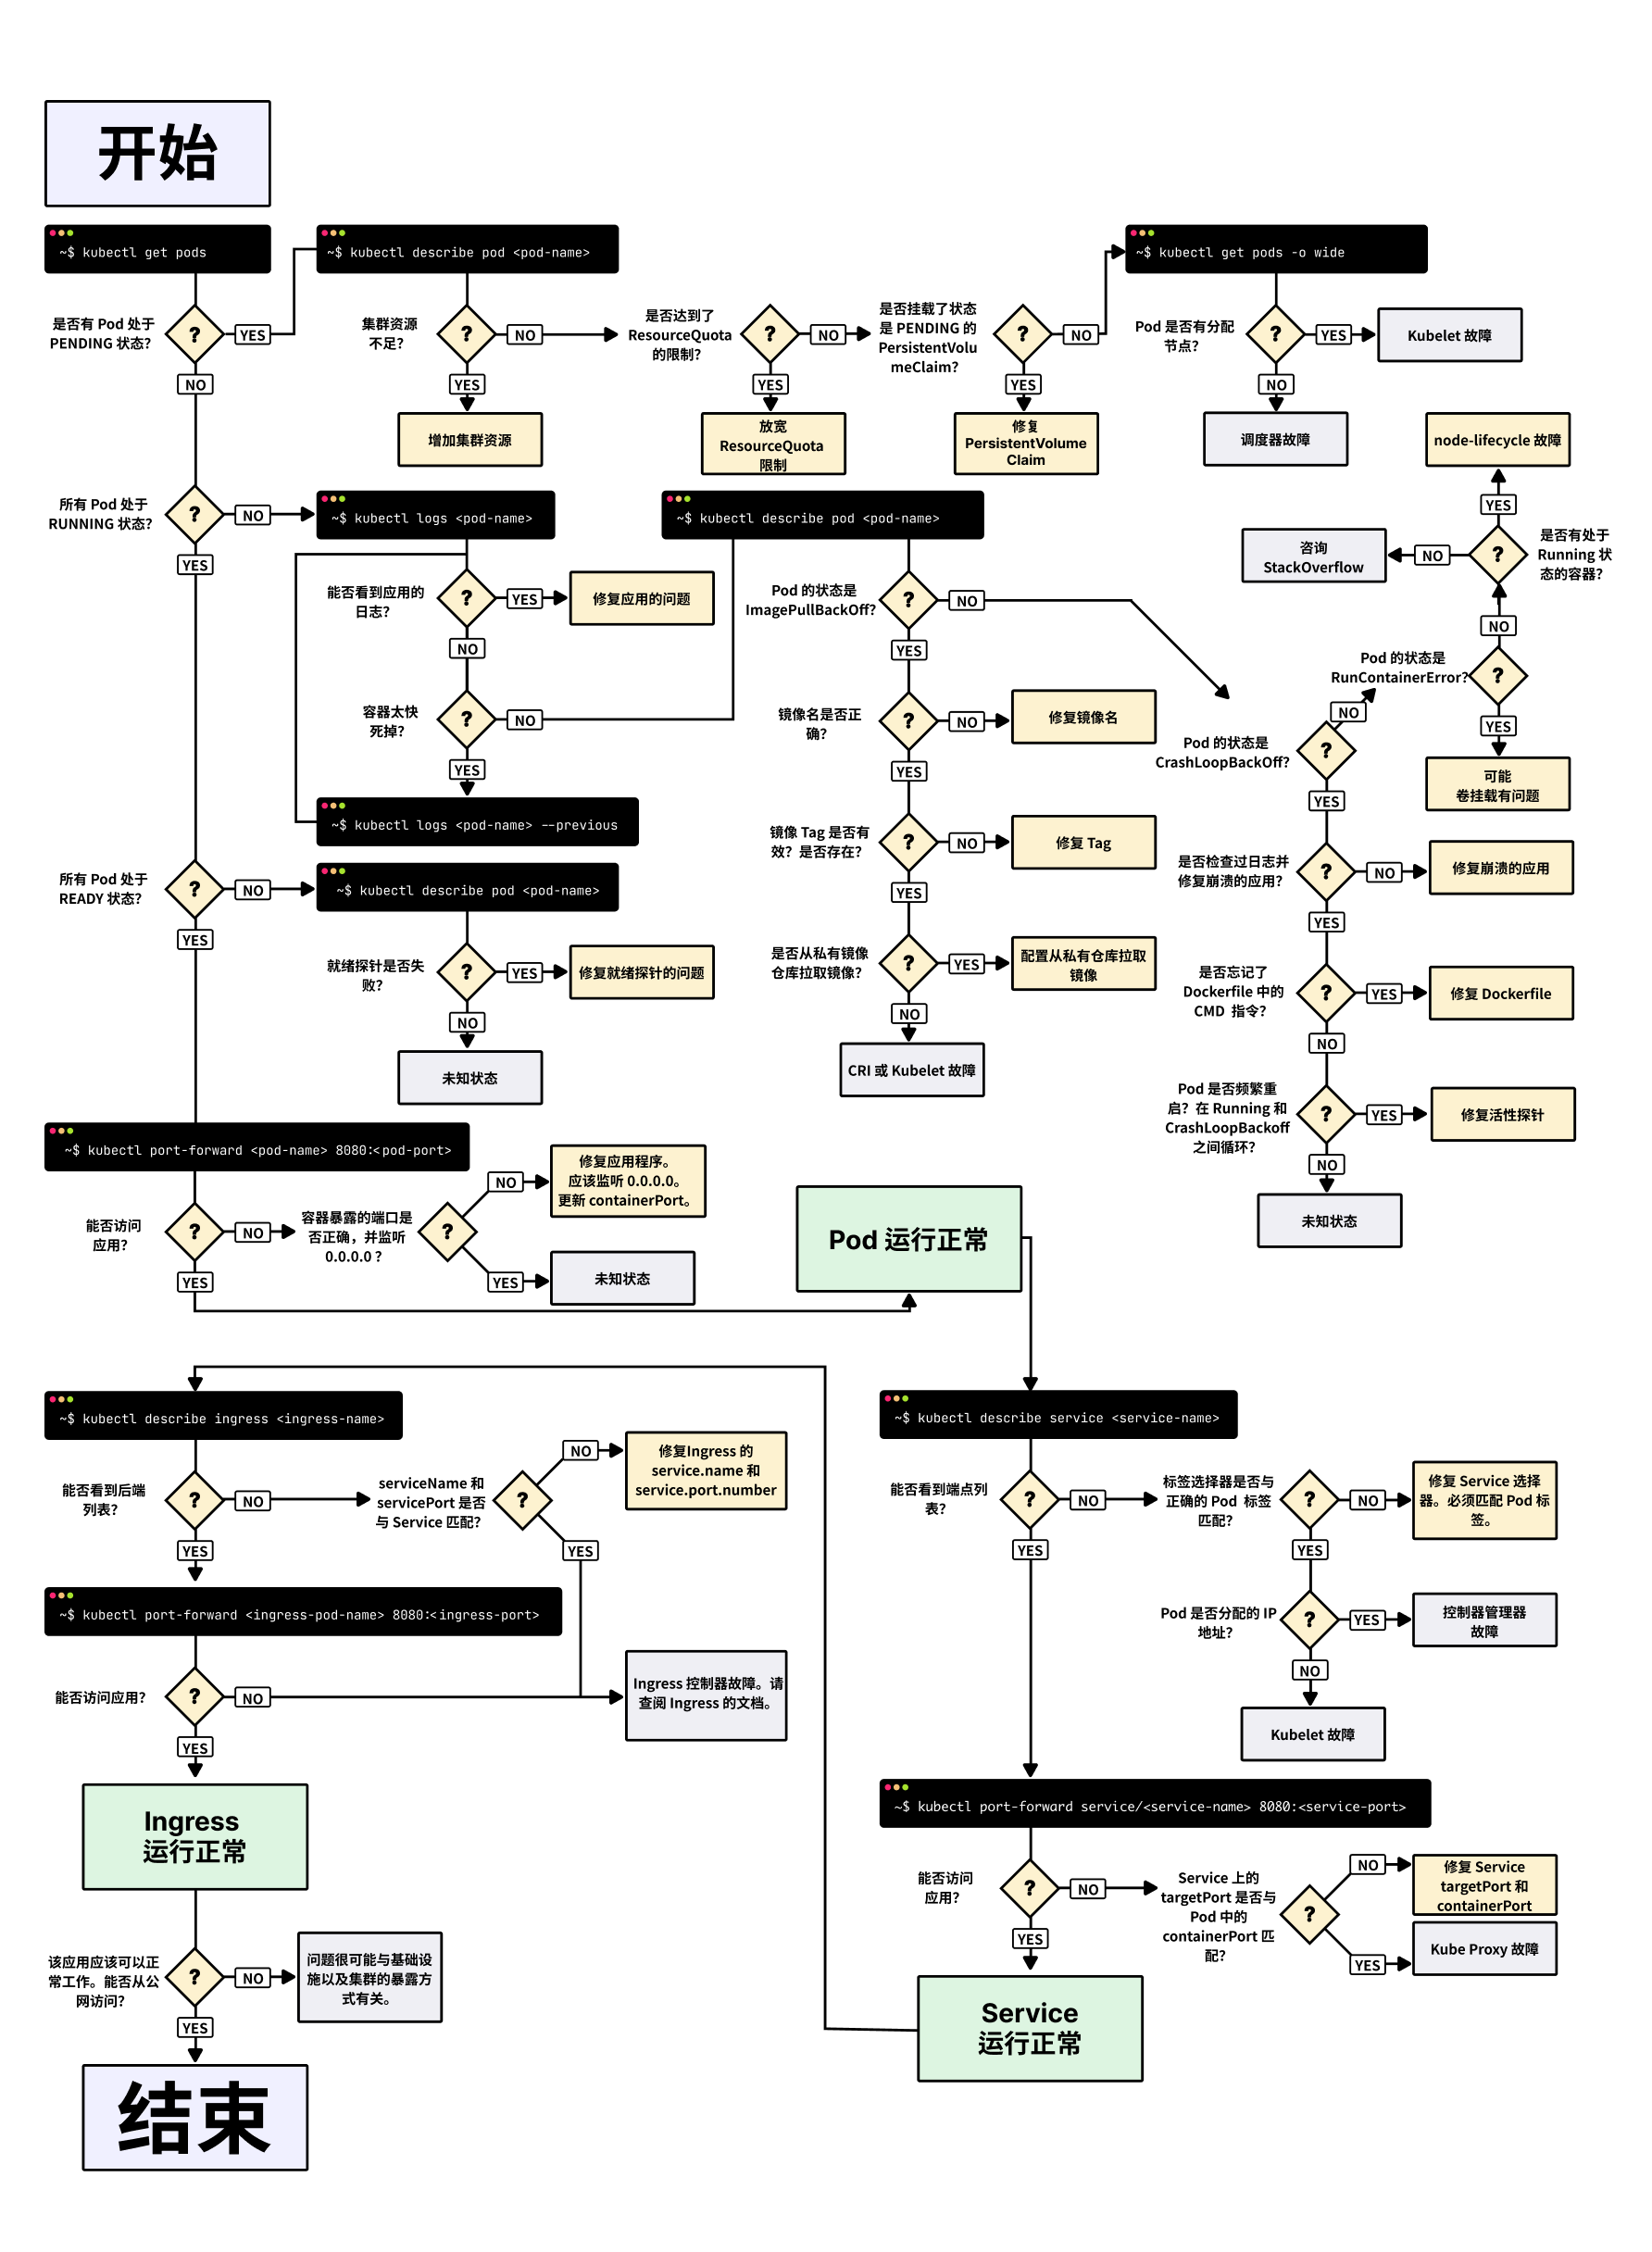 开始
~$ kubectl get pods
是否有 Pod 处于
PENDING 状态？
?
YES
NO
~$ kubectl describe pod <pod-name>
集群资源
不足？
?
NO
YES
增加集群资源
是否达到了
ResourceQuota
的限制？
?
NO
YES
放宽
ResourceQuota
限制
是否挂载了状态
是 PENDING 的
PersistentVolu
meClaim？
?
NO
YES
修复
PersistentVolume
Claim
~$ kubectl get pods -o wide
Pod 是否有分配
节点？
?
YES
Kubelet 故障
NO
调度器故障
所有 Pod 处于
RUNNING 状态？
?
NO
YES
~$ kubectl logs <pod-name>
能否看到应用的
日志？
?
YES
修复应用的问题
NO
容器太快
死掉？
?
NO
YES
~$ kubectl logs <pod-name> --previous
~$ kubectl describe pod <pod-name>
Pod 的状态是
ImagePullBackOff?
?
NO
YES
镜像名是否正
确？
?
NO
修复镜像名
YES
镜像 Tag 是否有
效？是否存在？
?
NO
修复 Tag
YES
是否从私有镜像
仓库拉取镜像？
?
YES
配置从私有仓库拉取
镜像
NO
CRI 或 Kubelet 故障
node-lifecycle 故障
YES
是否有处于
Running 状
态的容器？
?
NO
咨询
StackOverflow
NO
Pod 的状态是
RunContainerError?
?
YES
可能
卷挂载有问题
NO
Pod 的状态是
CrashLoopBackOff?
?
YES
是否检查过日志并
修复崩溃的应用？
?
NO
修复崩溃的应用
YES
是否忘记了
Dockerfile 中的
CMD 指令？
?
YES
修复 Dockerfile
NO
Pod 是否频繁重
启？在 Running 和
CrashLoopBackoff
之间循环？
?
YES
修复活性探针
NO
未知状态
所有 Pod 处于
READY 状态？
?
NO
YES
~$ kubectl describe pod <pod-name>
就绪探针是否失
败？
?
YES
修复就绪探针的问题
NO
未知状态
~$ kubectl port-forward <pod-name> 8080:<pod-port>
能否访问
应用？
?
NO
YES
容器暴露的端口是
否正确，并监听
0.0.0.0 ?
?
NO
修复应用程序。
应该监听 0.0.0.0。
更新 containerPort。
YES
未知状态
Pod 运行正常
~$ kubectl describe ingress <ingress-name>
能否看到后端
列表？
?
NO
YES
serviceName 和
servicePort 是否
与 Service 匹配？
?
NO
修复Ingress 的
service.name 和
service.port.number
YES
~$ kubectl port-forward <ingress-pod-name> 8080:<ingress-port>
能否访问应用？
?
NO
Ingress 控制器故障。请
查阅 Ingress 的文档。
YES
Ingress
运行正常
该应用应该可以正
常工作。能否从公
网访问？
?
NO
问题很可能与基础设
施以及集群的暴露方
式有关。
YES
结束
~$ kubectl describe service <service-name>
能否看到端点列
表？
?
NO
YES
标签选择器是否与
正确的 Pod 标签
匹配？
?
NO
修复 Service 选择
器。必须匹配 Pod 标
签。
YES
Pod 是否分配的 IP
地址？
?
YES
控制器管理器
故障
NO
Kubelet 故障
~$ kubectl port-forward service/<service-name> 8080:<service-port>
能否访问
应用？
?
NO
YES
Service 上的
targetPort 是否与
Pod 中的
containerPort 匹
配？
?
NO
修复 Service
targetPort 和
containerPort
YES
Kube Proxy 故障
Service
运行正常